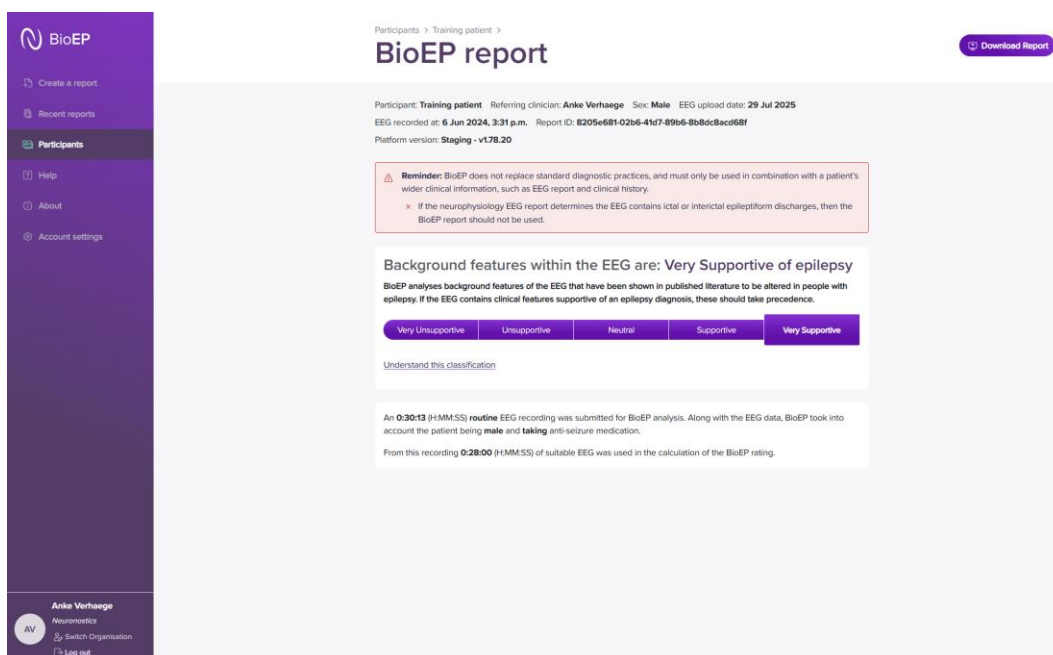 BioEP
Create a report
Recent reports
Participants
Help
About
Account settings
Anke Verhaege
AV
Neuronostics
Switch Organisation
Log out
Participants > Training patient >
BioEP report
Download Report
Participant: Training patient Referring clinician: Anke Verhaege Sex: Male EEG upload date: 29 Jul 2025
EEG recorded at: 6 Jun 2024, 3:31 p.m. Report ID: 8205e681-02b6-41d7-89b6-8b8dc8acd68f
Platform version: Staging - v1.78.20
Reminder: BioEP does not replace standard diagnostic practices, and must only be used in combination with a patient's
wider clinical information, such as EEG report and clinical history.
× If the neurophysiology EEG report determines the EEG contains ictal or interictal epileptiform discharges, then the
BioEP report should not be used.
Background features within the EEG are: Very Supportive of epilepsy
BioEP analyses background features of the EEG that have been shown in published literature to be altered in people with
epilepsy. If the EEG contains clinical features supportive of an epilepsy diagnosis, these should take precedence.
Very Unsupportive Unsupportive Neutral Supportive Very Supportive
Understand this classification
An 0:30:13 (H:MM:SS) routine EEG recording was submitted for BioEP analysis. Along with the EEG data, BioEP took into
account the patient being male and taking anti-seizure medication.
From this recording 0:28:00 (H:MM:SS) of suitable EEG was used in the calculation of the BioEP rating.